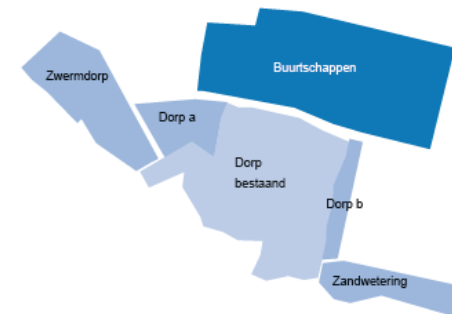 Buurtschappen
Zwermdorp
Dorp a
Dorp
bestaand
Dorp b
Zandwetering